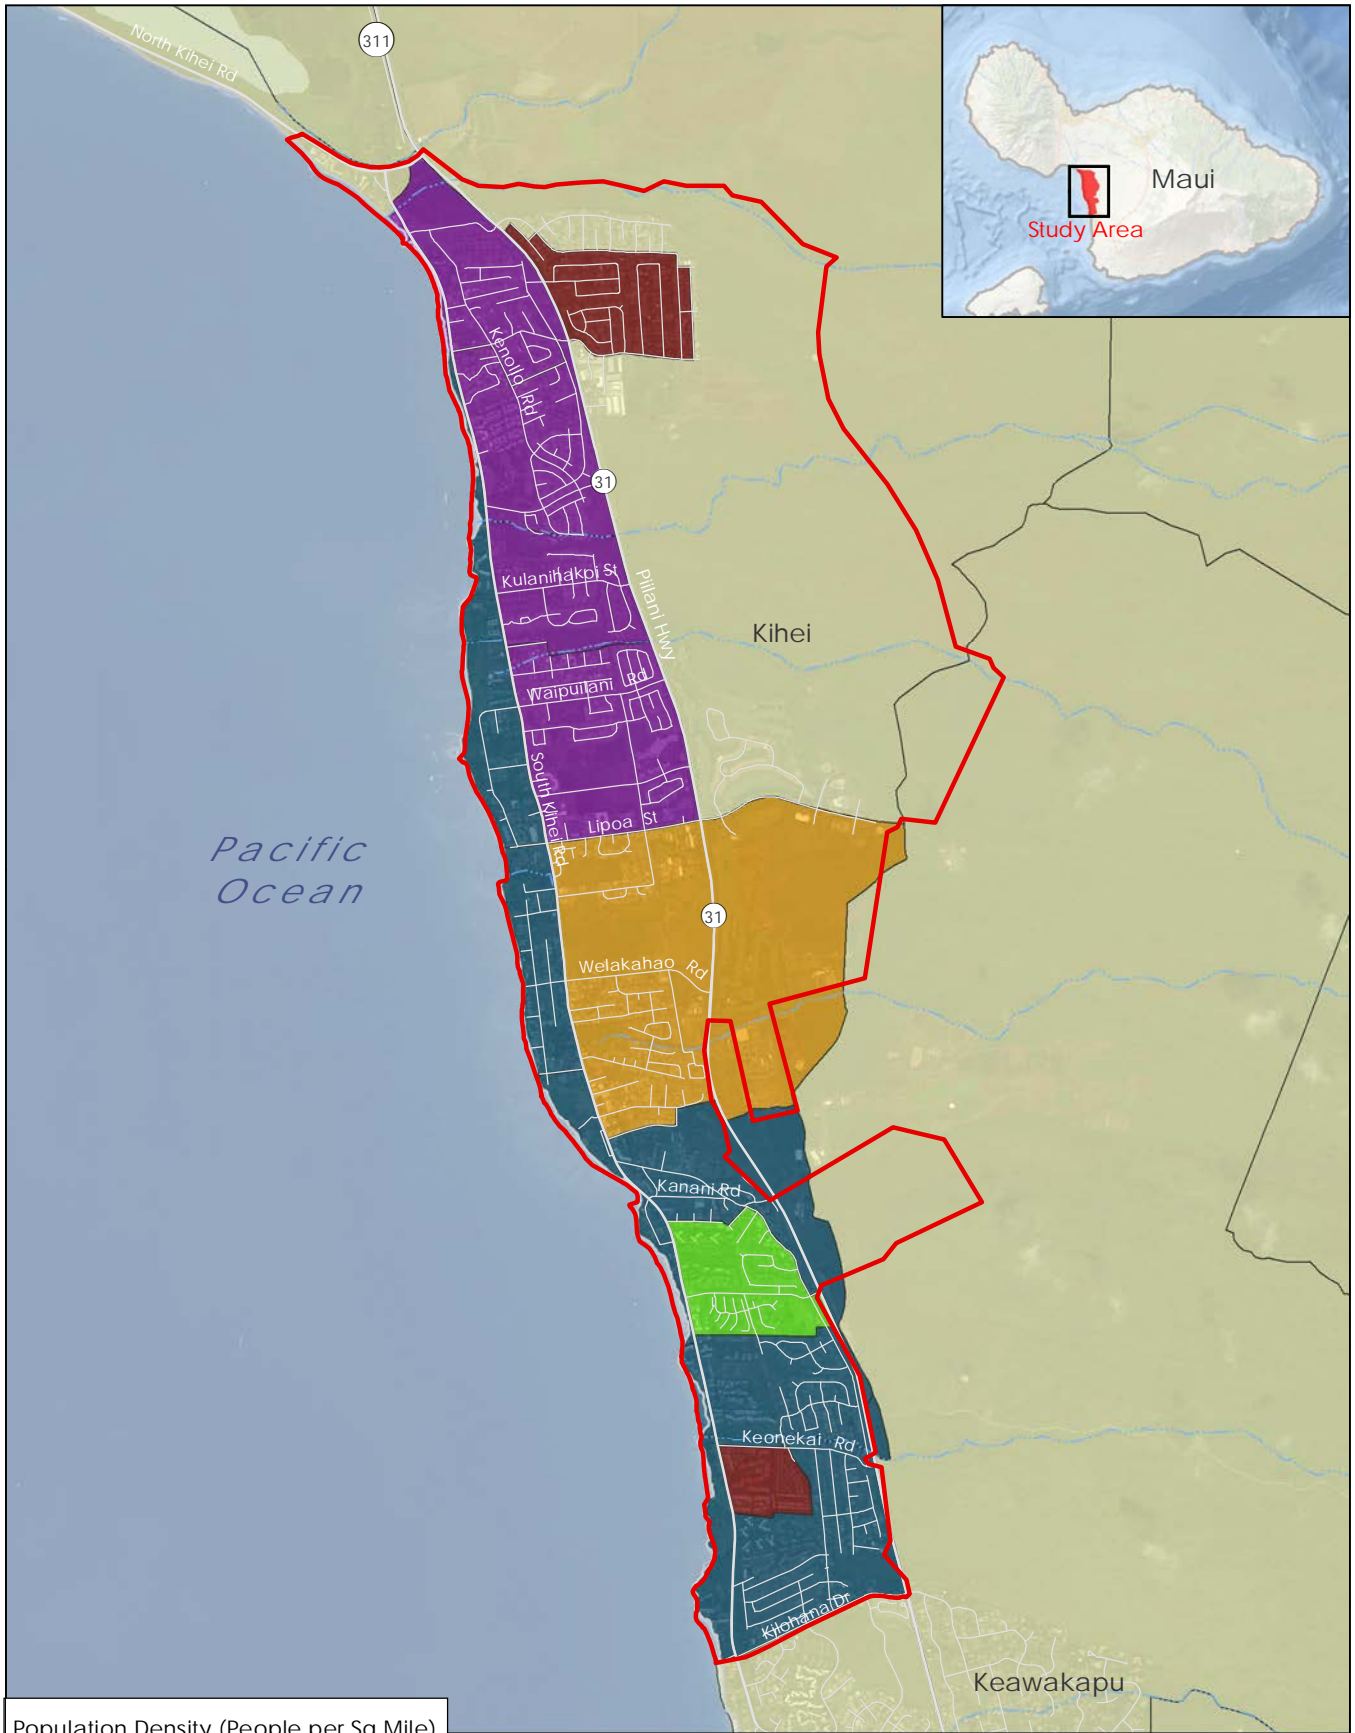 North Kihei Rd
311
Maui
Study Area
Kenolio Rd
31
Kulanihakpi St
Piilani Hwy
Kihei
Waipuilani Rd
South Kihei Rd
Lipoa St
Pacific
Ocean
31
Welakahao Rd
Kanani Rd
Keonekai Rd
Kilohana Dr
Keawakapu
Population Density (People per Sq Mile)